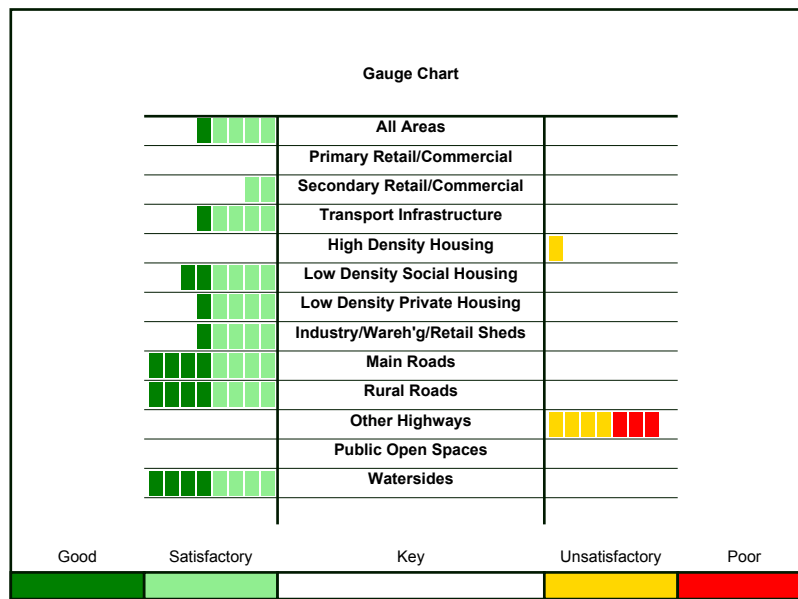 Gauge Chart
All Areas
Primary Retail/Commercial
Secondary Retail/Commercial
Transport Infrastructure
High Density Housing
Low Density Social Housing
Low Density Private Housing
Industry/Wareh'g/Retail Sheds
Main Roads
Rural Roads
Other Highways
Public Open Spaces
Watersides
Good Satisfactory Key Unsatisfactory Poor